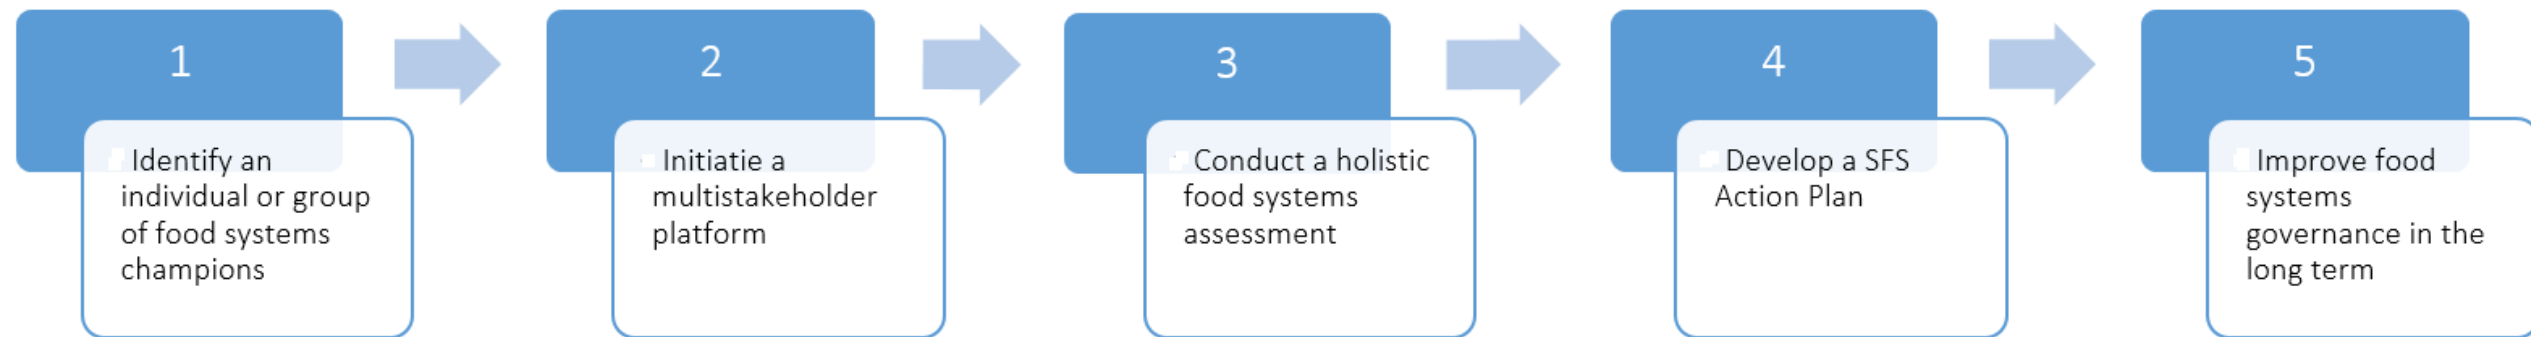 1
Identify an
individual or group
of food systems
champions
2
Initiatie a
multistakeholder
platform
3
Conduct a holistic
food systems
assessment
4
Develop a SFS
Action Plan
5
Improve food
systems
governance in the
long term